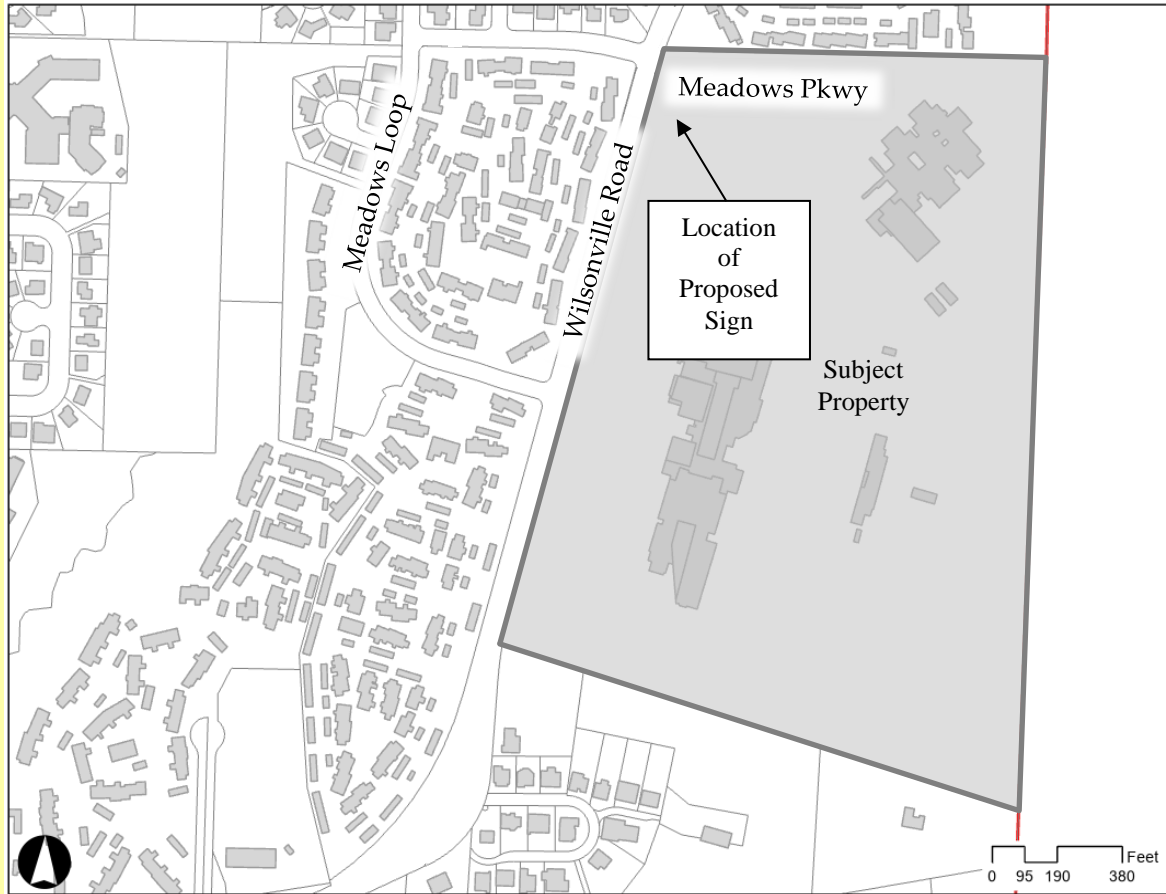 Meadows Pkwy
Meadows Loop
Wilsonville Road
Location
of
Proposed
Sign
Subject
Property
Feet
0 95 190 380